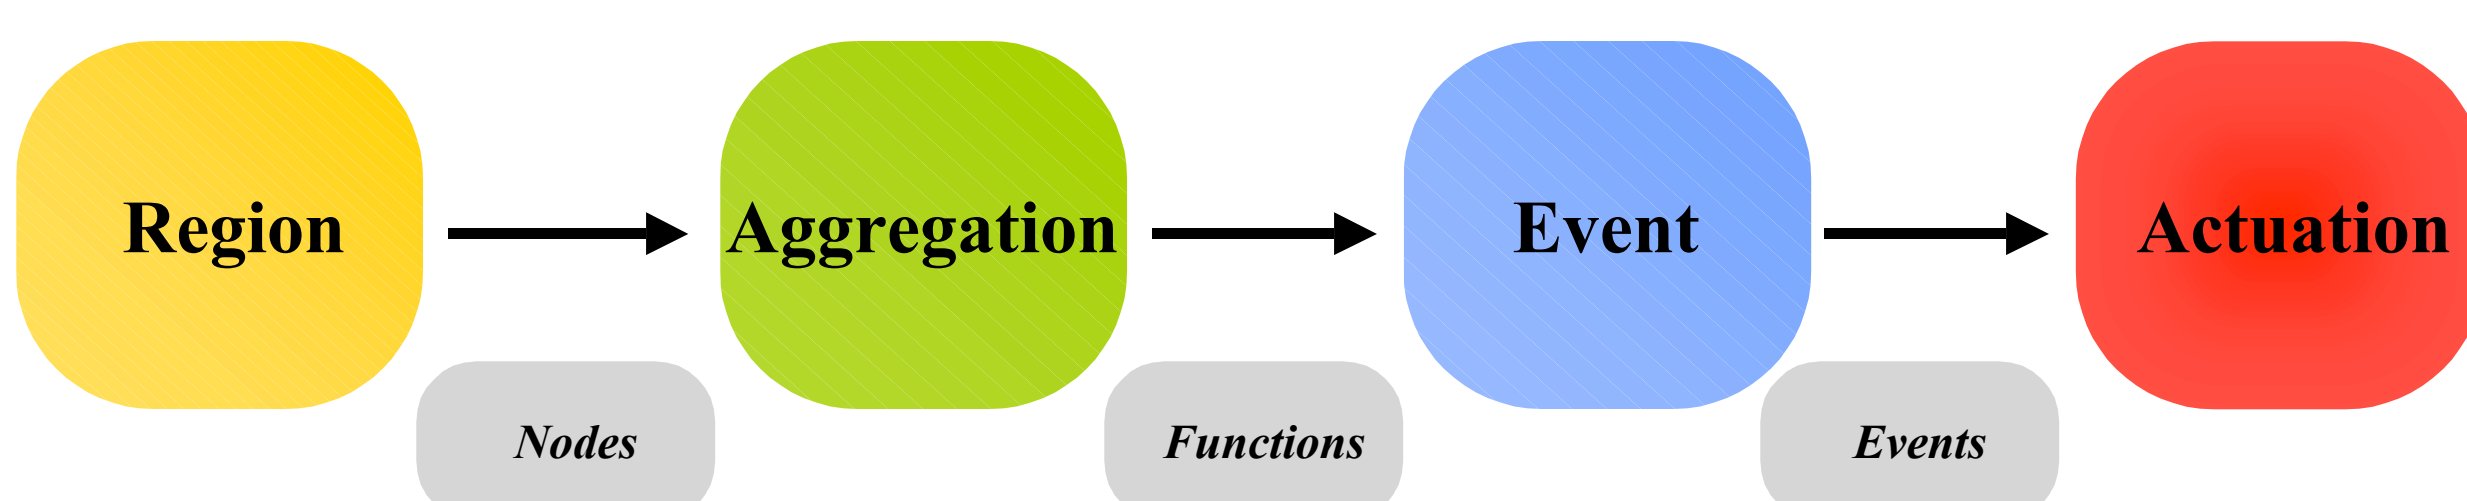 Region
Aggregation
Event
Actuation
Nodes
Functions
Events